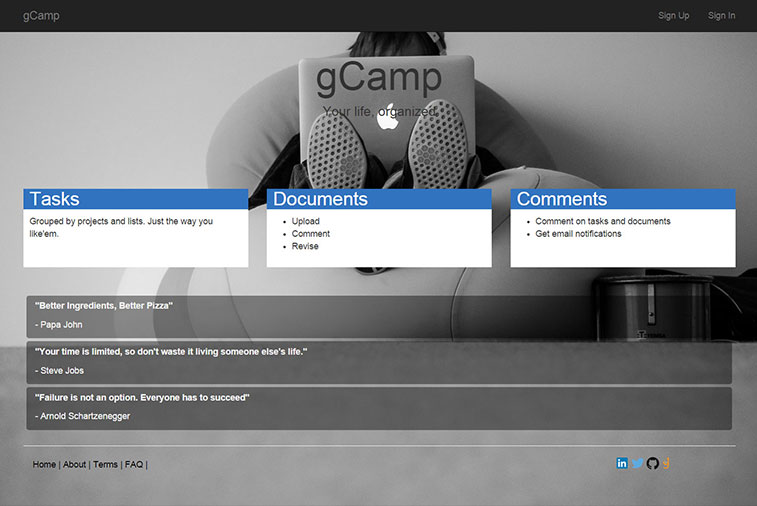 gCamp
Sign Up
Sign In
gCamp
Your life, organized.
Tasks
Grouped by projects and lists. Just the way you
like'em.
Documents
Upload
Comment
Revise
Comments
Comment on tasks and documents
Get email notifications
"Better Ingredients, Better Pizza"
- Papa John
"Your time is limited, so don't waste it living someone else's life."
- Steve Jobs
"Failure is not an option. Everyone has to succeed"
- Arnold Schartzenegger
Home | About | Terms | FAQ |
in